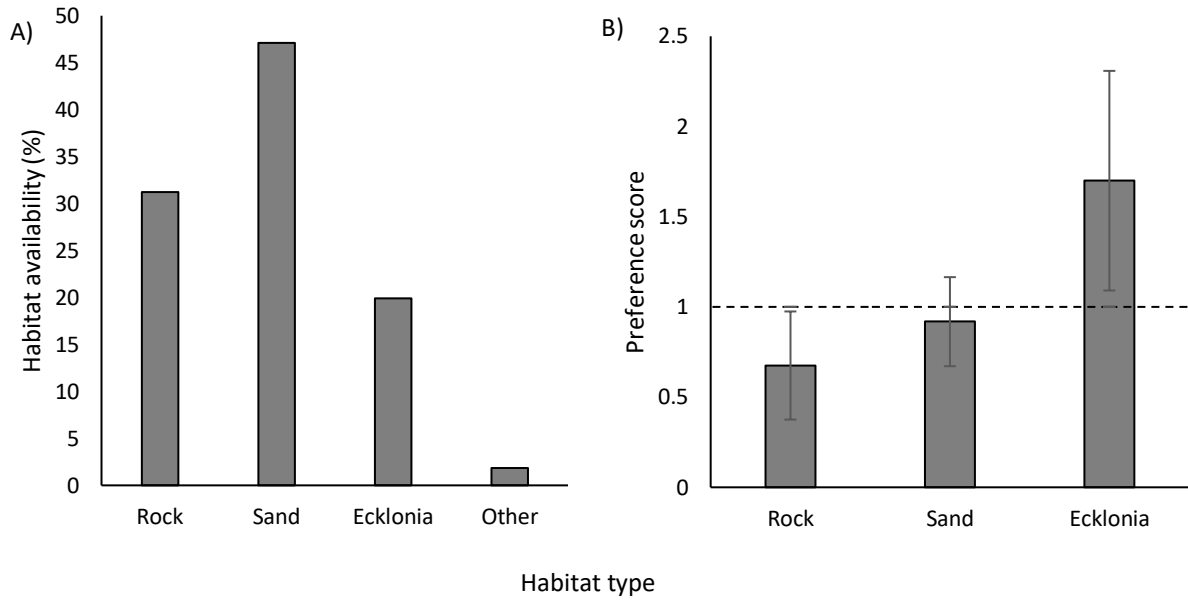 A)
Habitat availability (%)
50
45
40
35
30
25
20
15
10
5
0
Rock Sand Ecklonia Other
B)
Preference score
2.5
2
1.5
1
0.5
0
Rock Sand Ecklonia
Habitat type